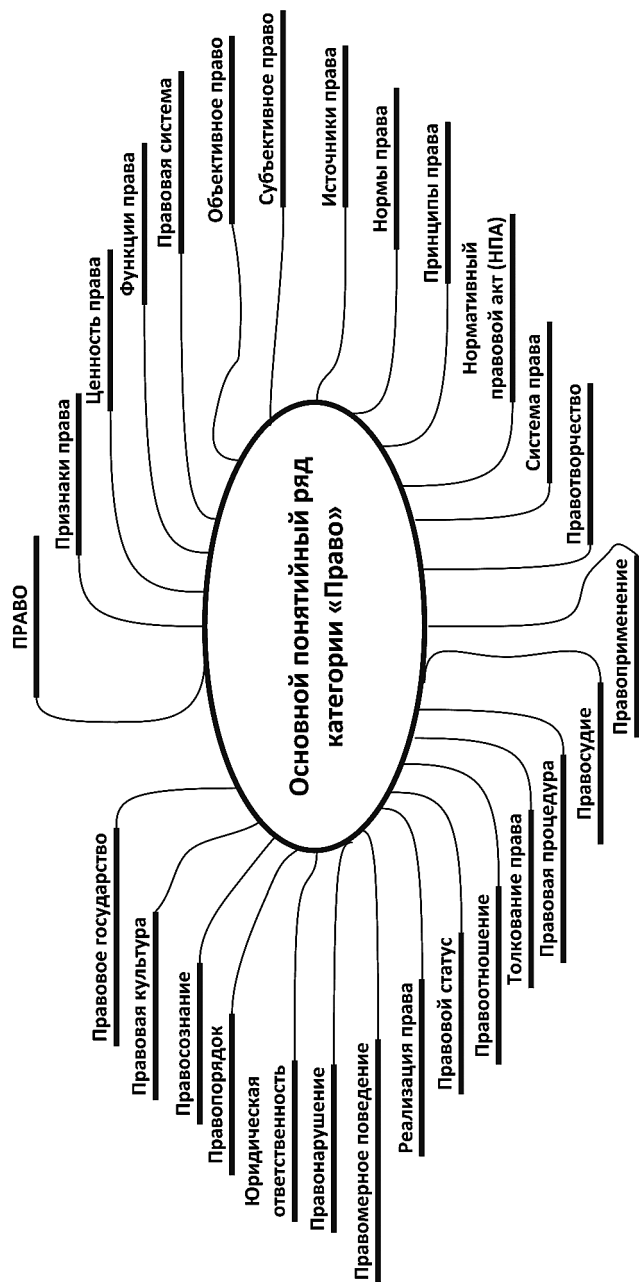 ПРАВО
Признаки права
Ценность права
Функции права
Правовая система
Объективное право
Субъективное право
Источники права
Нормы права
Принципы права
Нормативный
правовой акт (НПА)
Система права
Правотворчество
Правоприменение
Правосудие
Правовая процедура
Толкование права
Правоотношение
Правовой статус
Реализация права
Правомерное поведение
Правонарушение
Юридическая
ответственность
Правопорядок
Правосознание
Правовая культура
Правовое государство
Основной понятийный ряд
категории «Право»